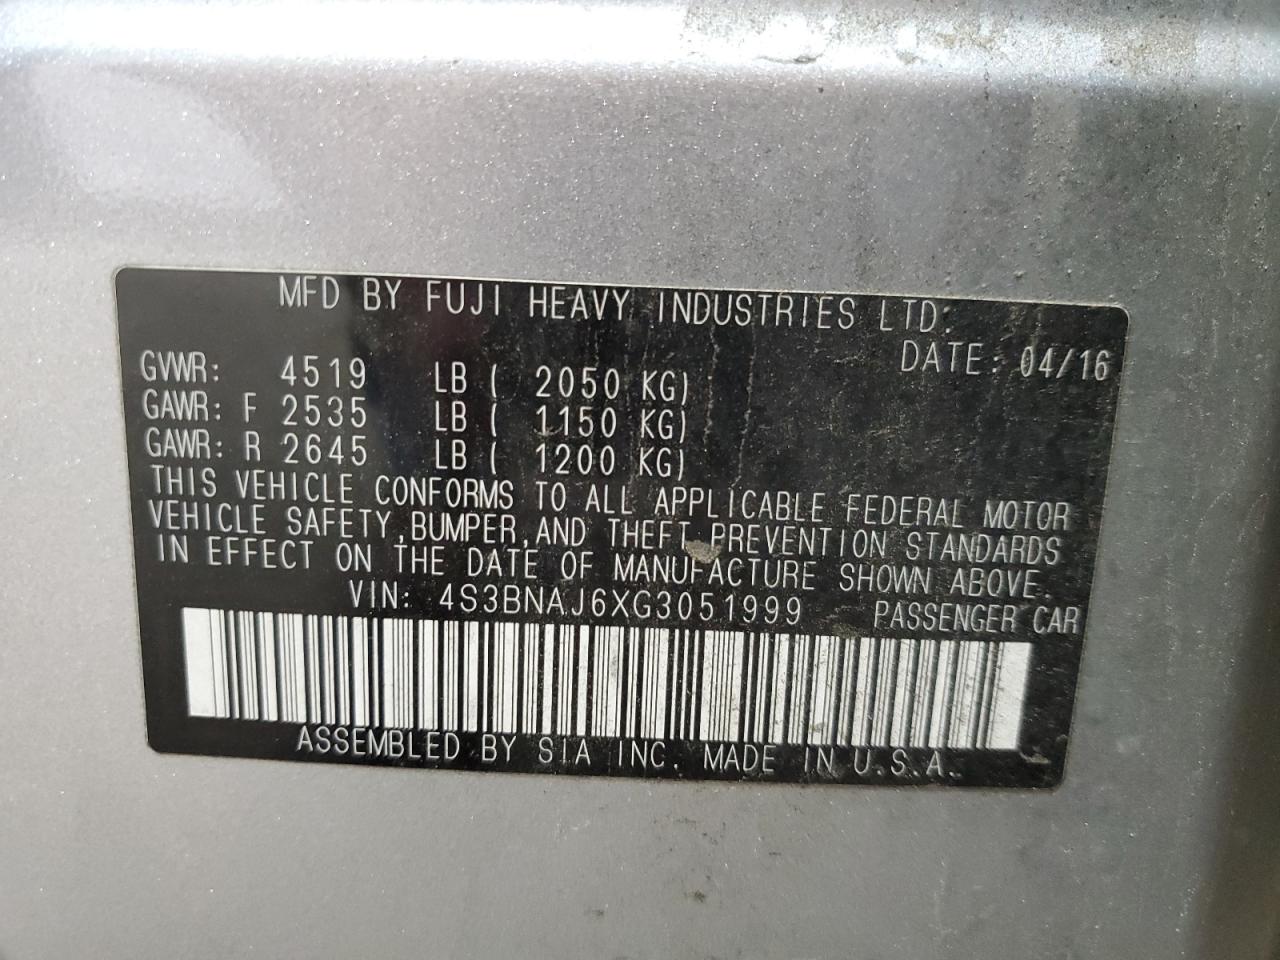 MFD BY FUJI HEAVY INDUSTRIES LTD.
DATE: 04/16
GVWR: 4519 LB ( 2050 KG)
GAWR: F 2535 LB ( 1150 KG)
GAWR: R 2645 LB ( 1200 KG)
THIS VEHICLE CONFORMS TO ALL APPLICABLE FEDERAL MOTOR
VEHICLE SAFETY, BUMPER, AND THEFT PREVENTION STANDARDS
IN EFFECT ON THE DATE OF MANUFACTURE SHOWN ABOVE.
VIN: 4S3BNAJ6XG3051999 PASSENGER CAR
ASSEMBLED BY SIA INC. MADE IN U.S.A.